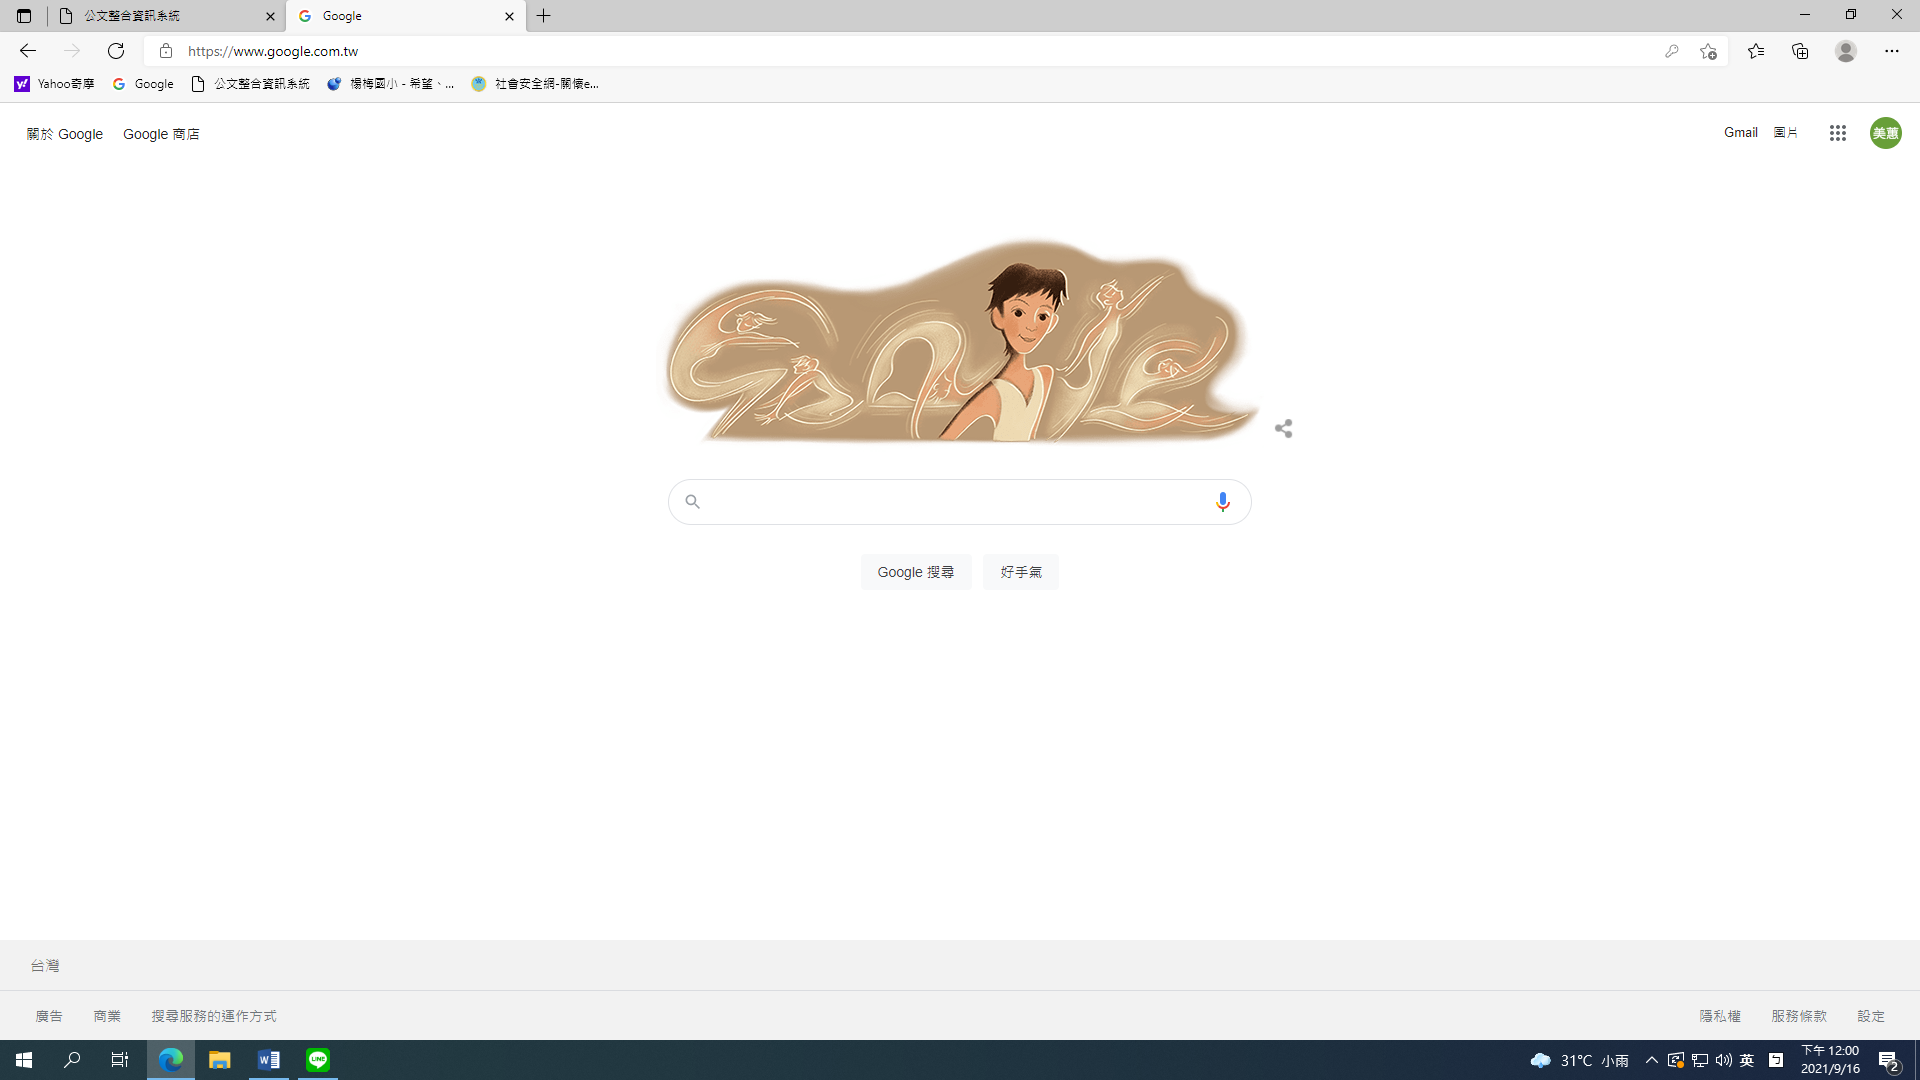 公文整合資訊系統
Google
https://www.google.com.tw
Yahoo奇摩
Google
公文整合資訊系統
楊梅國小 - 希望、...
社會安全網-關懷e...
關於 Google
Google 商店
Gmail
圖片
美蕙
Google 搜尋
好手氣
台灣
廣告
商業
搜尋服務的運作方式
隱私權
服務條款
設定
31°C 小雨
英
下午 12:00
2021/9/16
2